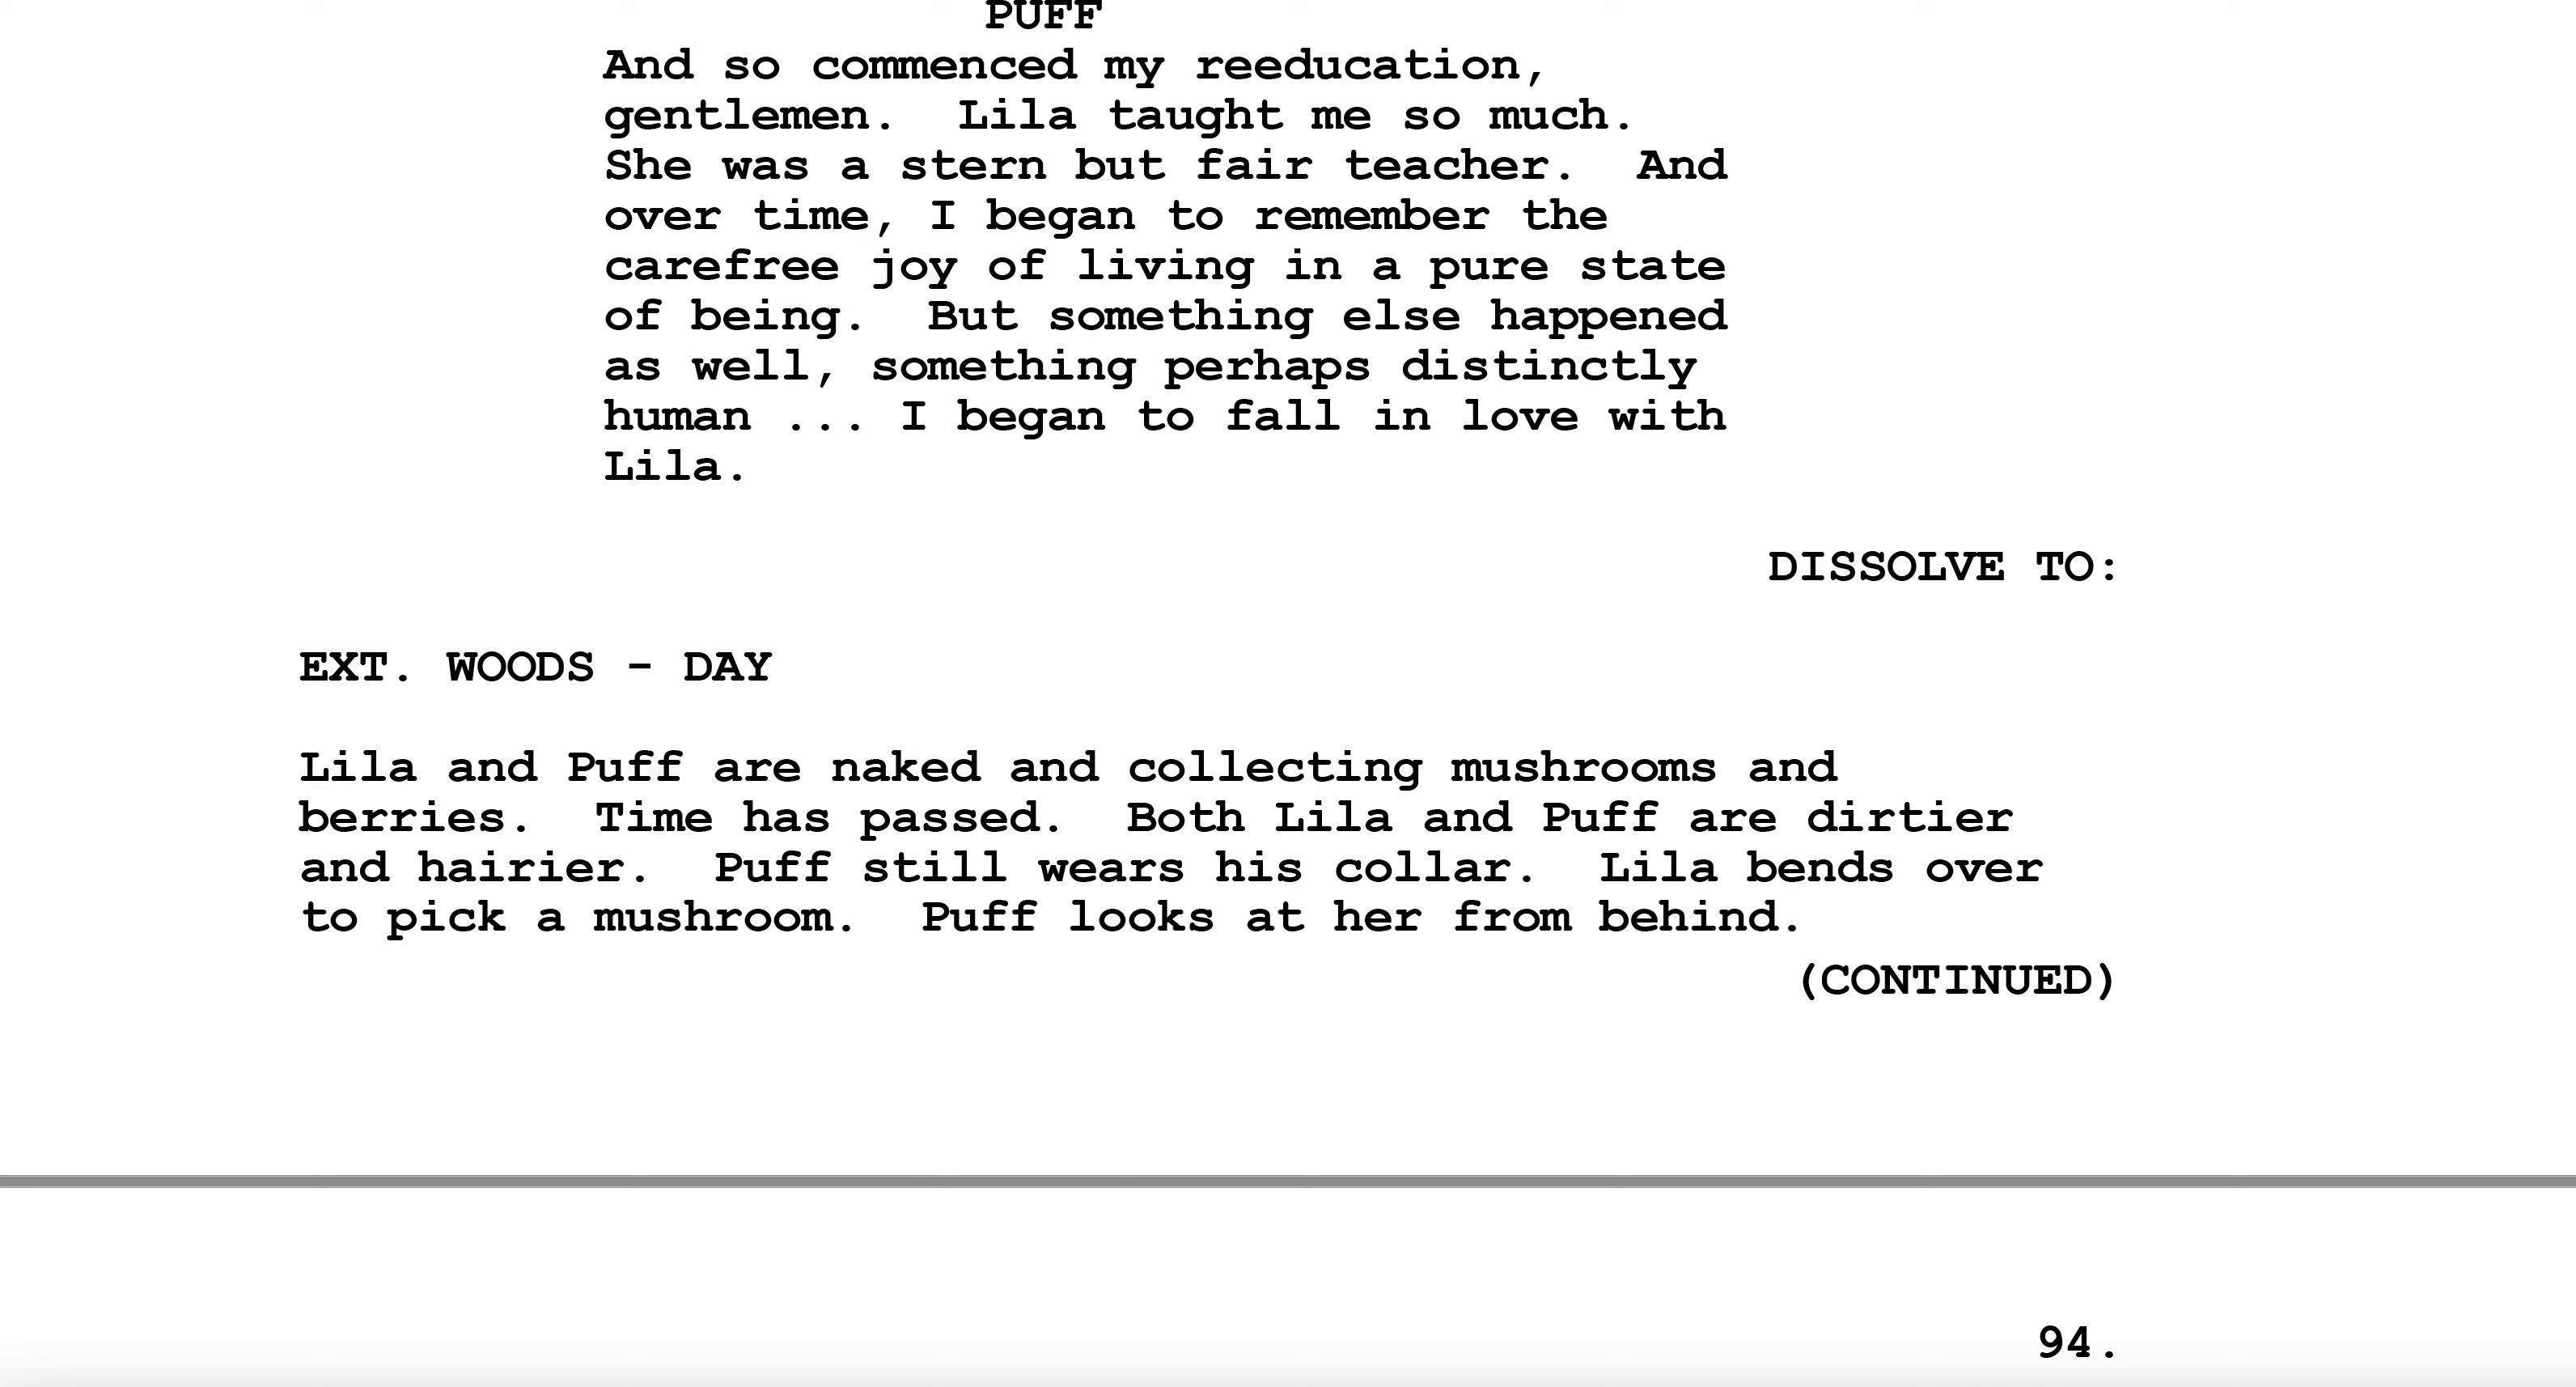 PUFF
And so commenced my reeducation,
gentlemen.  Lila taught me so much.
She was a stern but fair teacher.  And
over time, I began to remember the
carefree joy of living in a pure state
of being.  But something else happened
as well, something perhaps distinctly
human ... I began to fall in love with
Lila.
DISSOLVE TO:
EXT. WOODS - DAY
Lila and Puff are naked and collecting mushrooms and
berries.  Time has passed.  Both Lila and Puff are dirtier
and hairier.  Puff still wears his collar.  Lila bends over
to pick a mushroom.  Puff looks at her from behind.
(CONTINUED)
94.